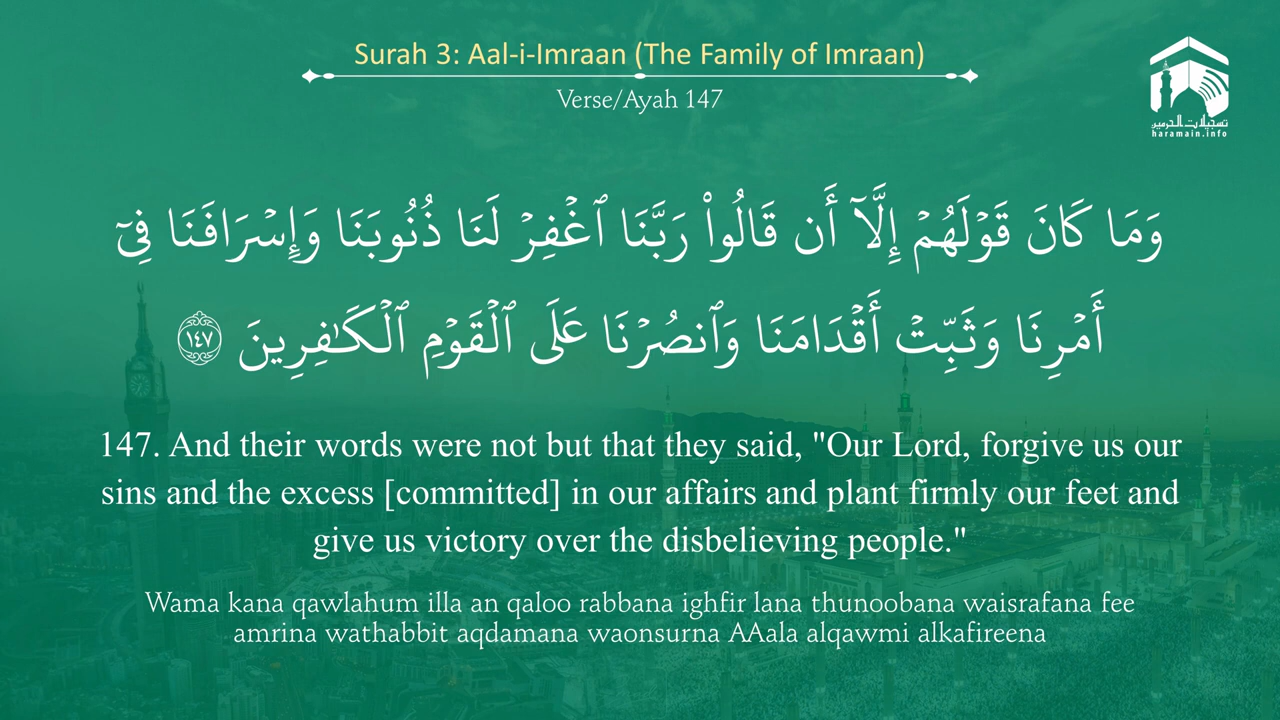 Surah 3: Aal-i-Imraan (The Family of Imraan)
Verse/Ayah 147
تسجيلات الحرمين
haramain.info
وَمَا كَانَ قَوْلَهُمْ إِلَّآ أَن قَالُوا۟ رَبَّنَا ٱغْفِرْ لَنَا ذُنُوبَنَا وَإِسْرَافَنَا فِىٓ
أَمْرِنَا وَثَبِّتْ أَقْدَامَنَا وَٱنصُرْنَا عَلَى ٱلْقَوْمِ ٱلْكَـٰفِرِينَ ١٤٧
147. And their words were not but that they said, "Our Lord, forgive us our
sins and the excess [committed] in our affairs and plant firmly our feet and
give us victory over the disbelieving people."
Wama kana qawlahum illa an qaloo rabbana ighfir lana thunoobana waisrafana fee
amrina wathabbit aqdamana waonsurna AAala alqawmi alkafireena